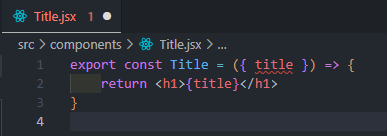 Title.jsx 1
src > components > Title.jsx > ...
1 export const Title = ({ title }) => {
2 return <h1>{title}</h1>
3 }
4